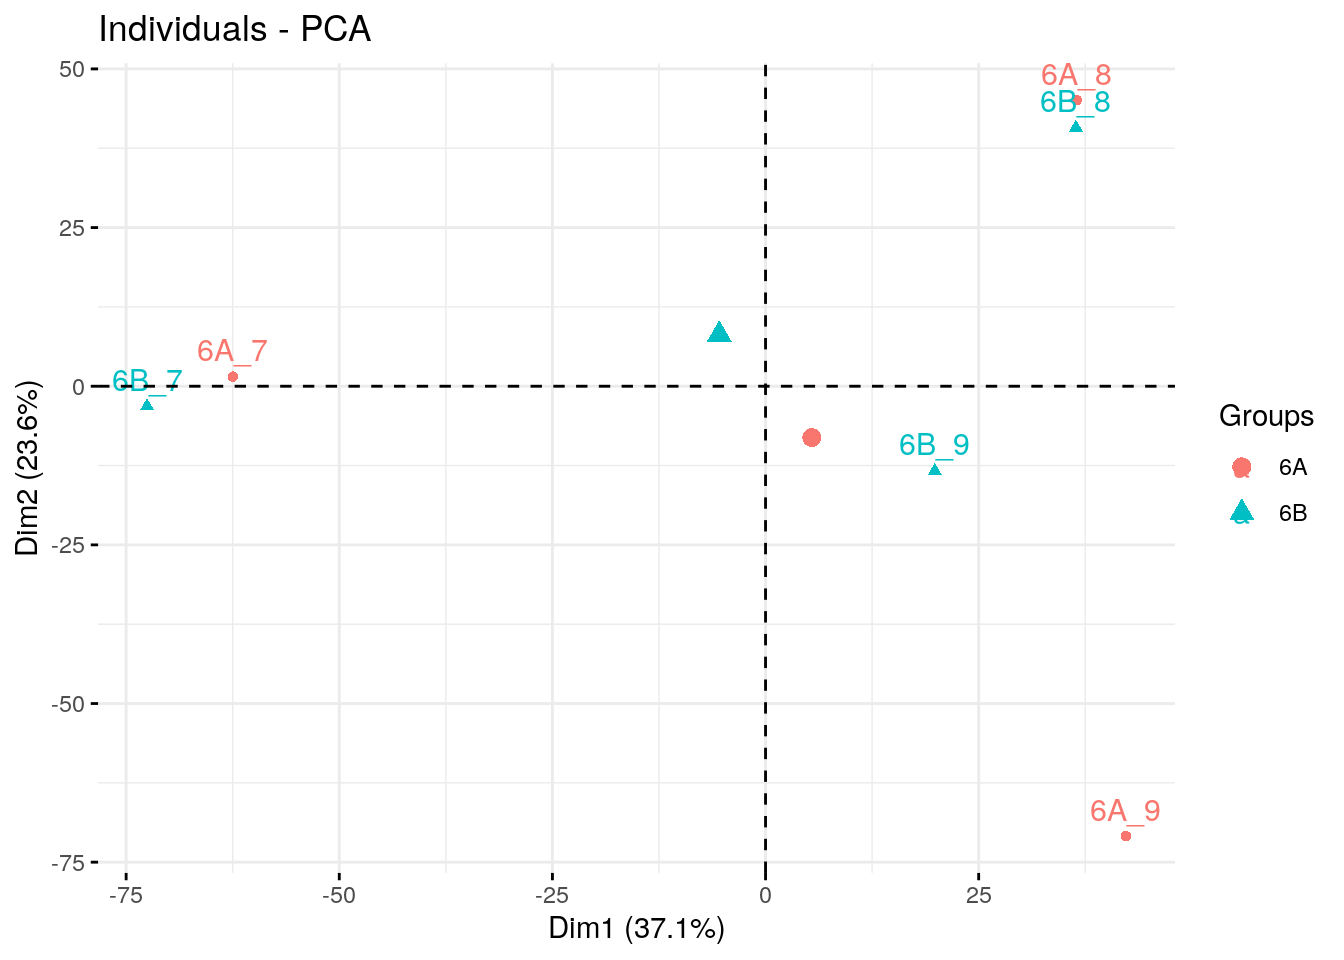 Individuals - PCA
50
25
0
-25
-50
-75
-75
-50
-25
0
25
Dim1 (37.1%)
Dim2 (23.6%)
6A_8
6B_8
6A_7
6B_7
6B_9
6A_9
Groups
6A
6B